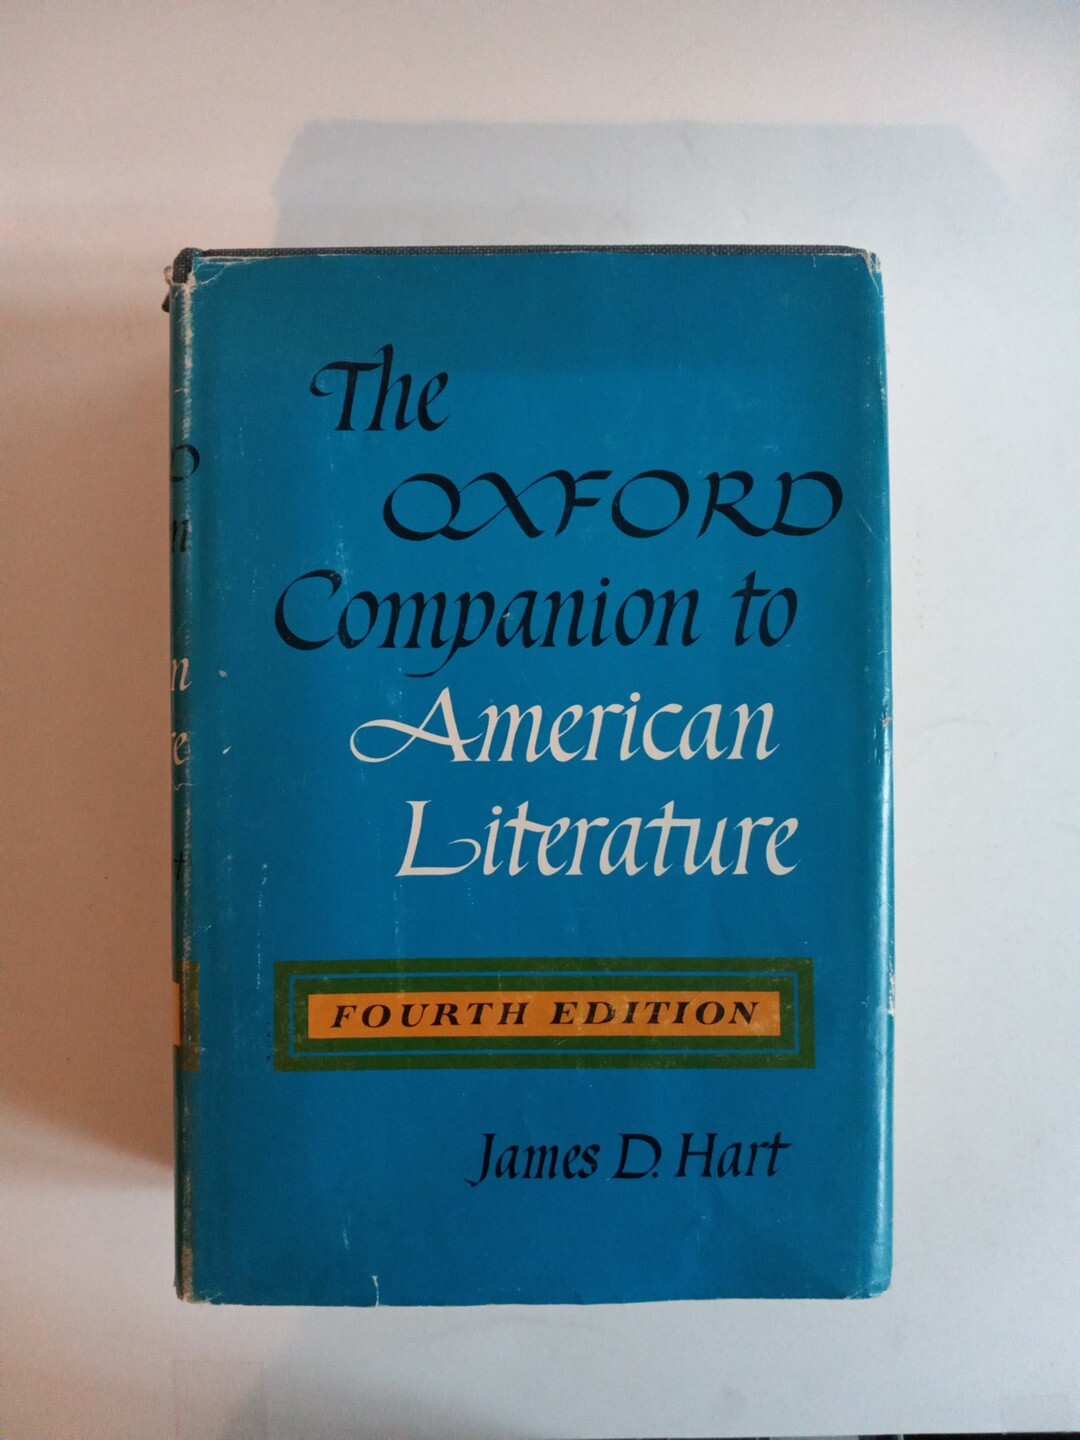 The
OXFORD
Companion to
American
Literature
FOURTH EDITION
James D. Hart